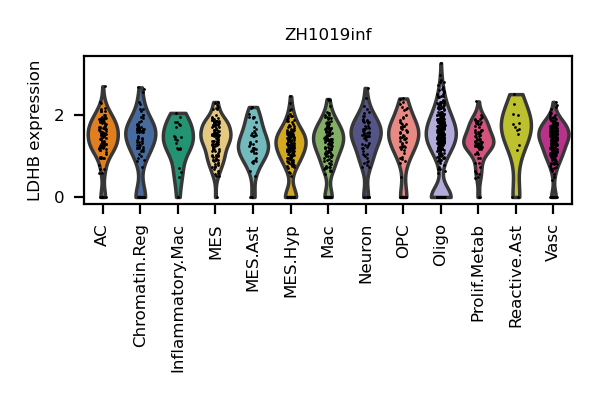 ZH1019inf
LDHB expression
2
0
AC
Chromatin.Reg
Inflammatory.Mac
MES
MES.Ast
MES.Hyp
Mac
Neuron
OPC
Oligo
Prolif.Metab
Reactive.Ast
Vasc